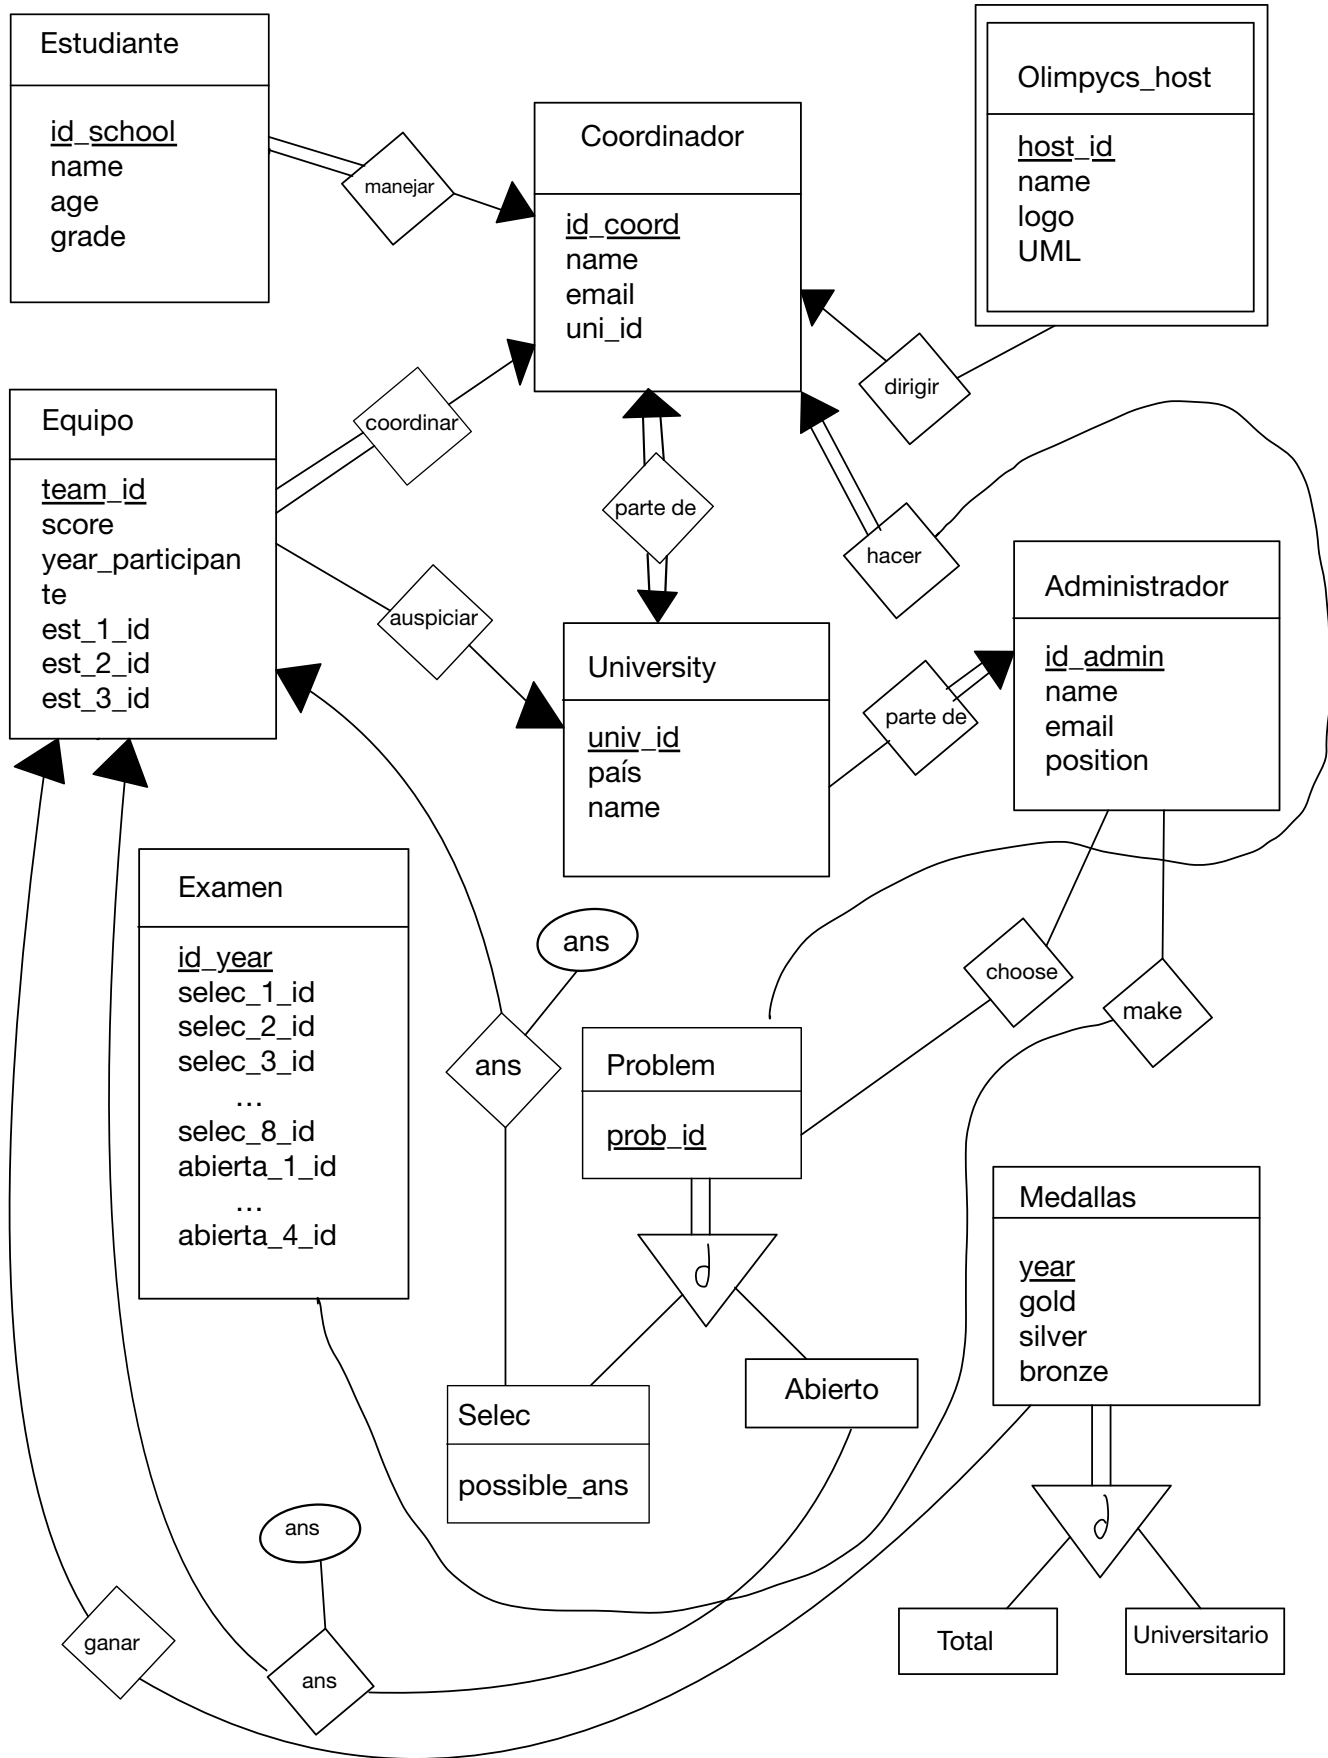 Estudiante
id_school
name
age
grade
manejar
Coordinador
id_coord
name
email
uni_id
Olimpycs_host
host_id
name
logo
UML
dirigir
Equipo
team_id
score
year_participan
te
est_1_id
est_2_id
est_3_id
coordinar
parte de
hacer
auspiciar
University
univ_id
país
name
parte de
Administrador
id_admin
name
email
position
Examen
id_year
selec_1_id
selec_2_id
selec_3_id
...
selec_8_id
abierta_1_id
...
abierta_4_id
ans
ans
choose
make
Problem
prob_id
d
Selec
possible_ans
Abierto
Medallas
year
gold
silver
bronze
d
Total
Universitario
ans
ganar
ans